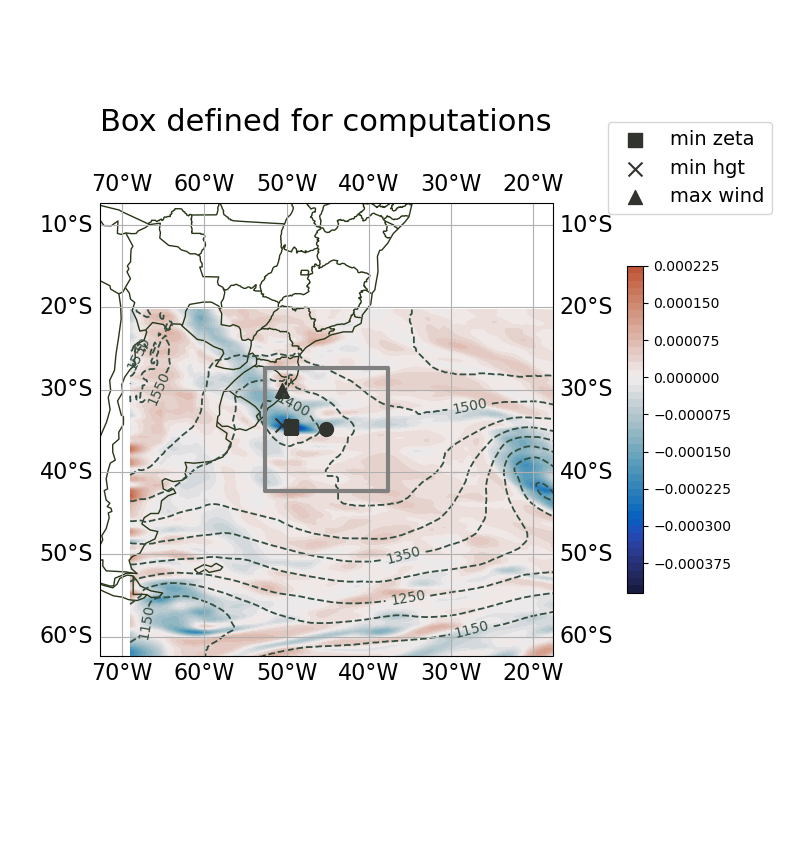 Box defined for computations
min zeta
min hgt
max wind
70°W 60°W 50°W 40°W 30°W 20°W
10°S 10°S
20°S 20°S
30°S 30°S
40°S 40°S
50°S 50°S
60°S 60°S
70°W 60°W 50°W 40°W 30°W 20°W
1550
1400
1500
1350
1250
1150
1150
0.000225
0.000150
0.000075
0.000000
−0.000075
−0.000150
−0.000225
−0.000300
−0.000375